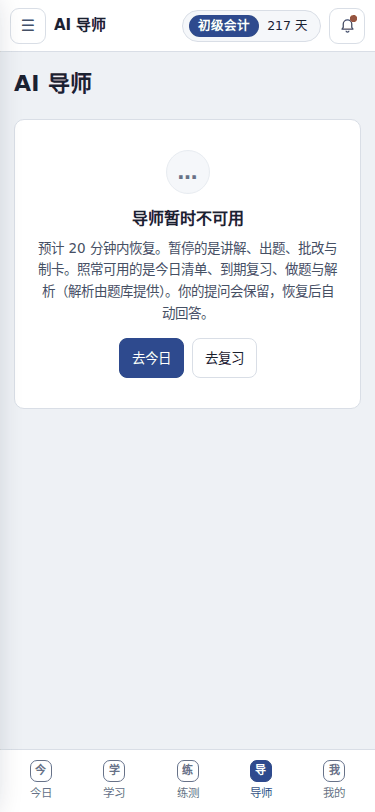 ☰ AI 导师 初级会计 217 天
AI 导师
…
导师暂时不可用
预计 20 分钟内恢复。暂停的是讲解、出题、批改与
制卡。照常可用的是今日清单、到期复习、做题与解
析（解析由题库提供）。你的提问会保留，恢复后自
动回答。
去今日 去复习
今 学 练 导 我
今日 学习 练测 导师 我的